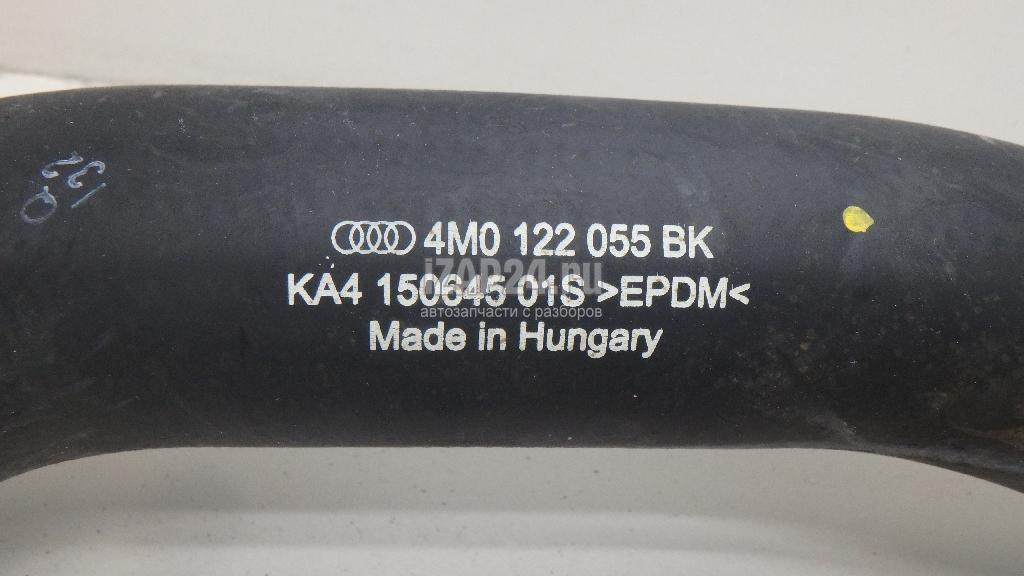 4M0 122 055 BK
KA4 150645 01S >EPDM<
iZAP24.ru
автозапчасти с разборов
Made in Hungary